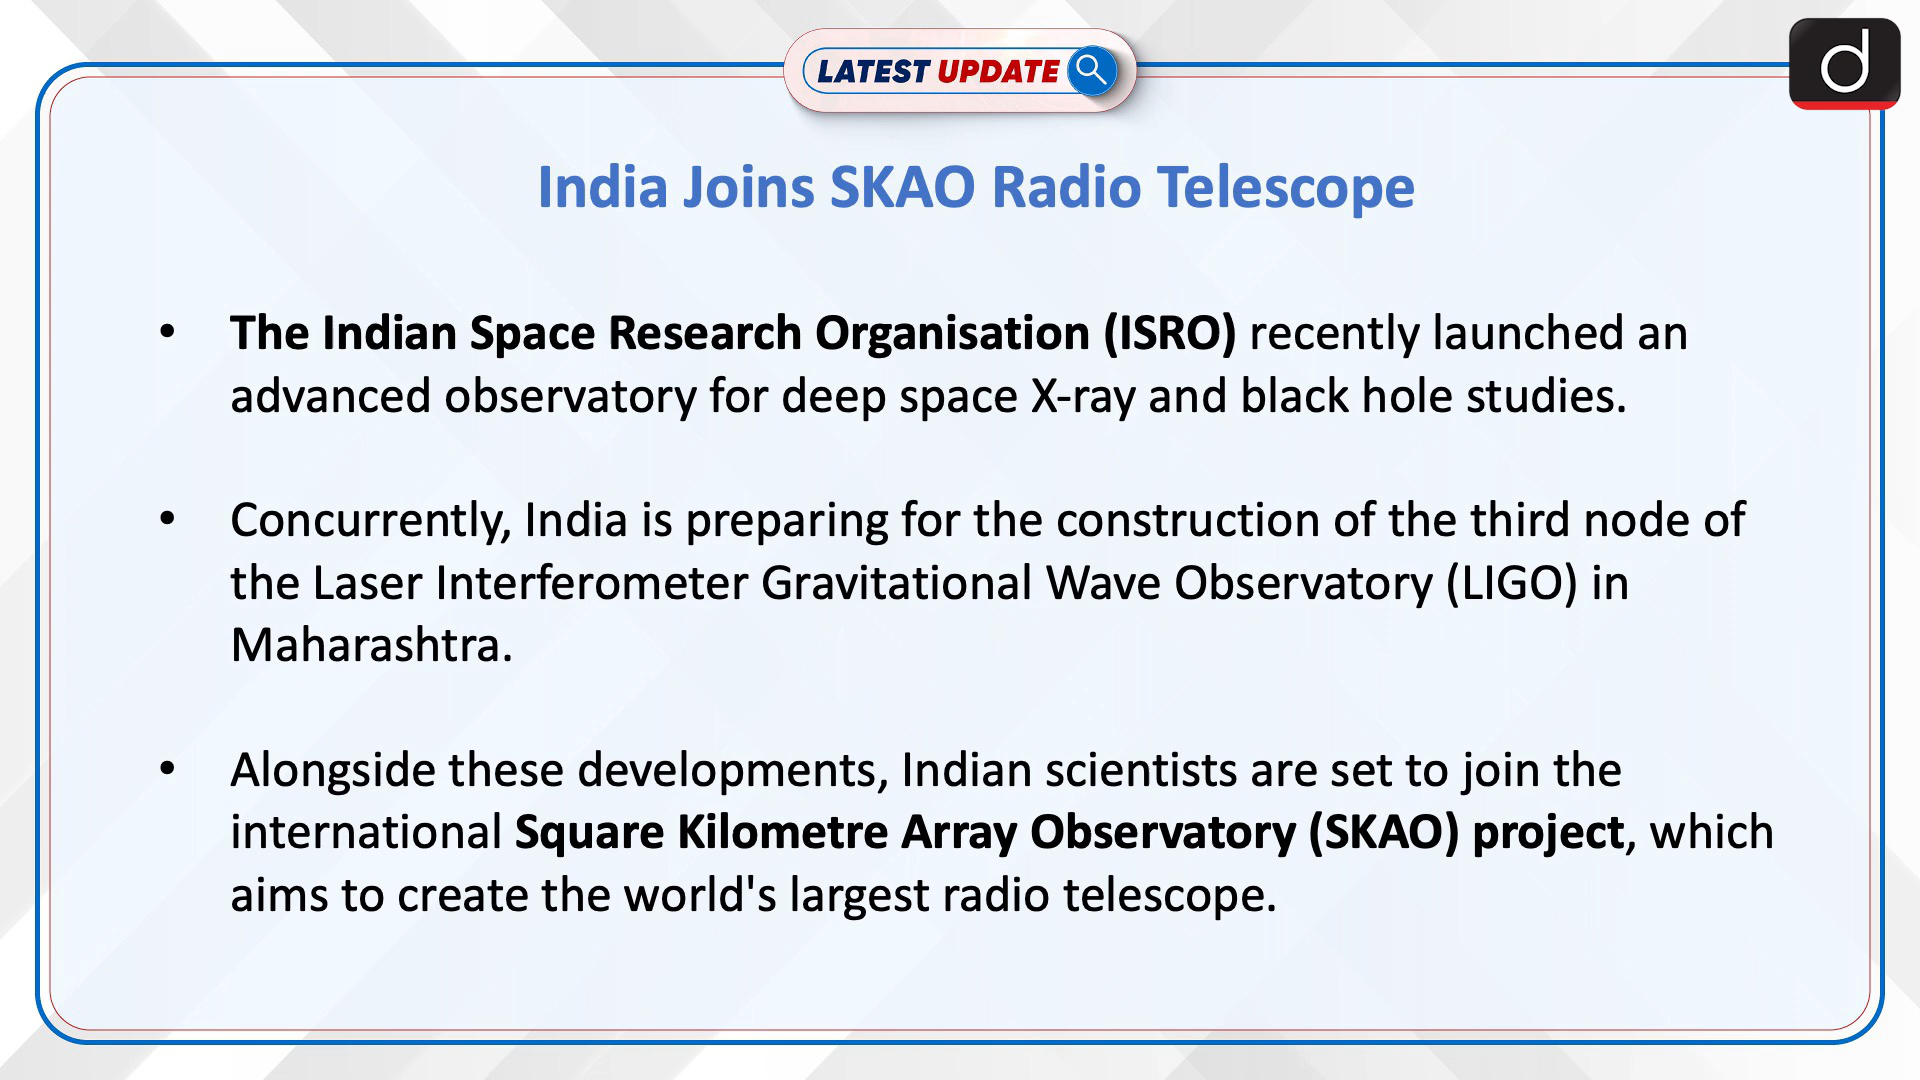 LATEST UPDATE
d
India Joins SKAO Radio Telescope
• The Indian Space Research Organisation (ISRO) recently launched an
advanced observatory for deep space X-ray and black hole studies.
• Concurrently, India is preparing for the construction of the third node of
the Laser Interferometer Gravitational Wave Observatory (LIGO) in
Maharashtra.
• Alongside these developments, Indian scientists are set to join the
international Square Kilometre Array Observatory (SKAO) project, which
aims to create the world's largest radio telescope.